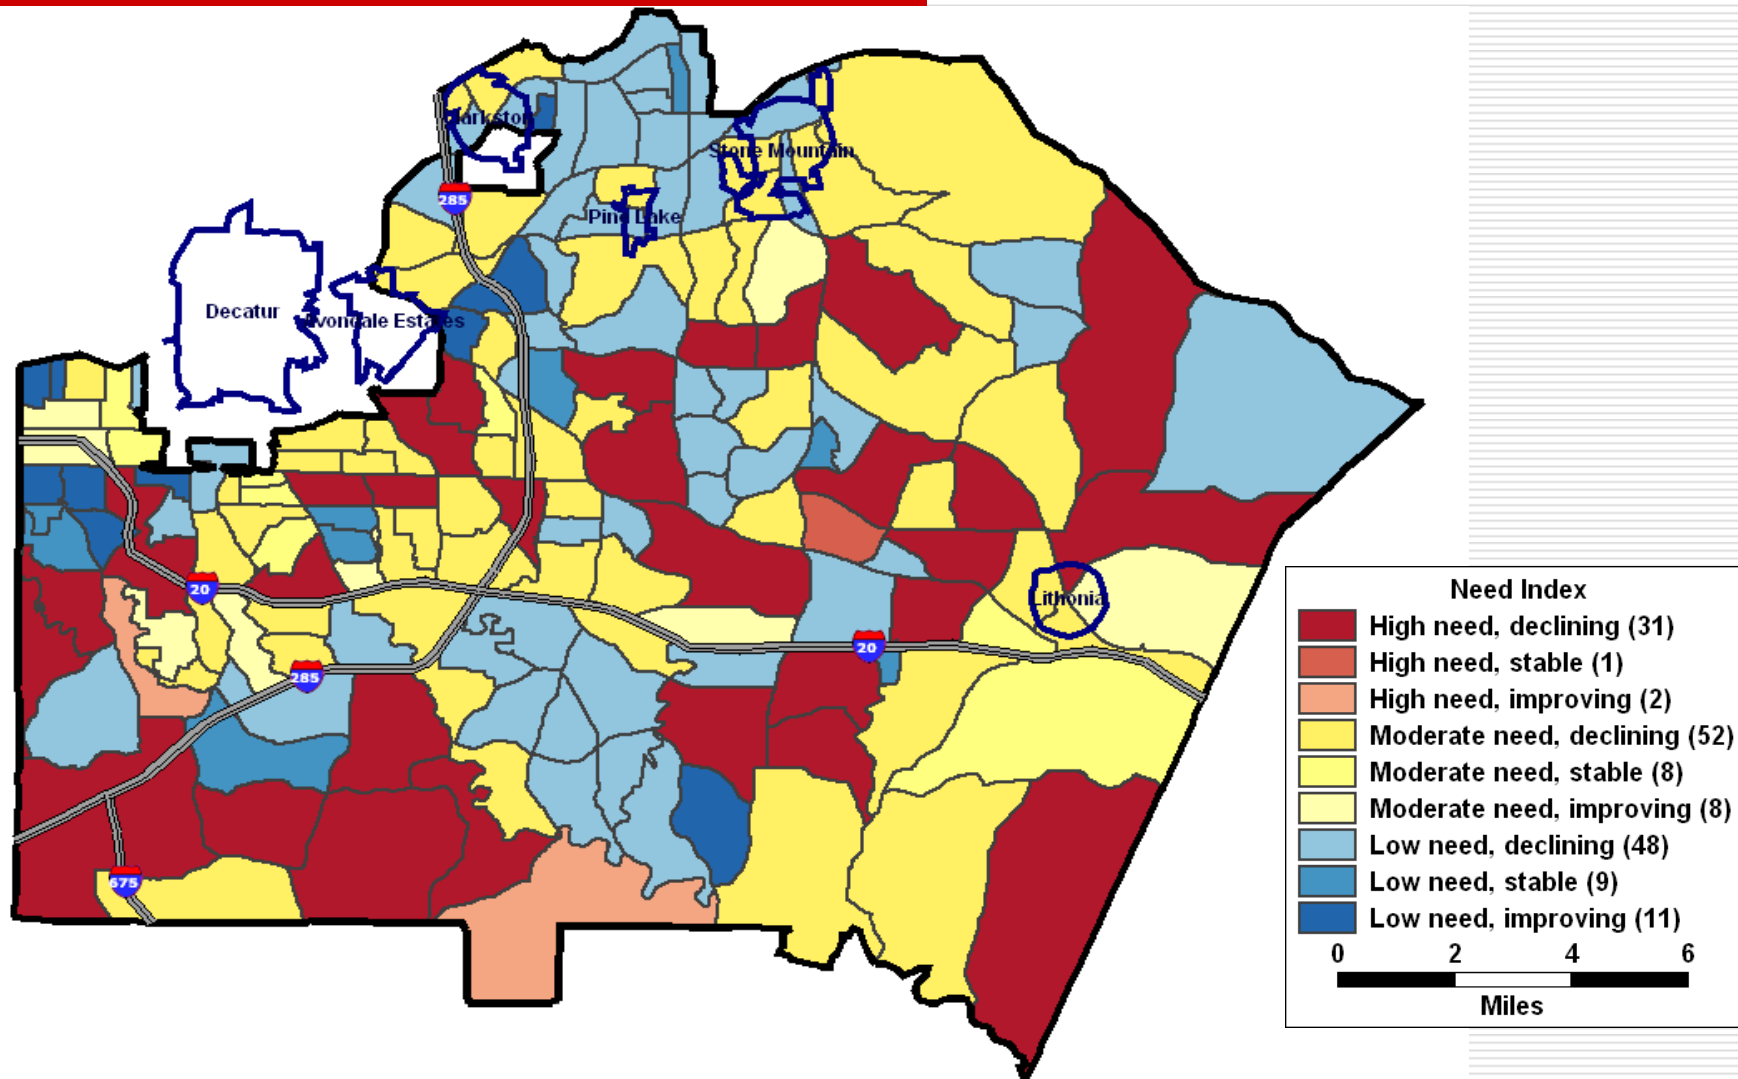 Clarkston
Stone Mountain
285
Pine Lake
Decatur
Avondale Estates
20
Lithonia
20
285
675
Need Index
High need, declining (31)
High need, stable (1)
High need, improving (2)
Moderate need, declining (52)
Moderate need, stable (8)
Moderate need, improving (8)
Low need, declining (48)
Low need, stable (9)
Low need, improving (11)
0 2 4 6
Miles